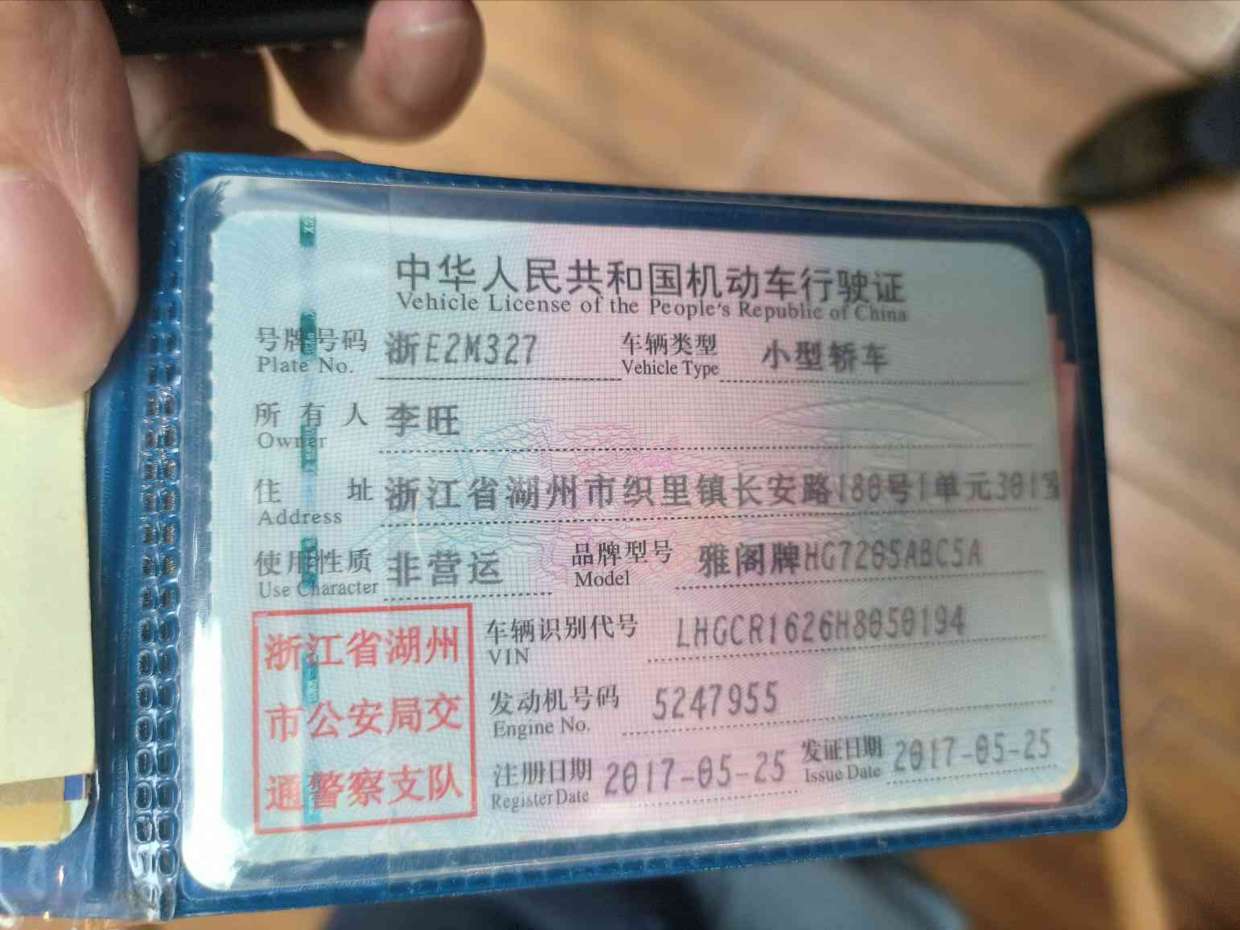 中华人民共和国机动车行驶证
Vehicle License of the People's Republic of China
号牌号码 浙E2M327 车辆类型 小型轿车
Plate No. Vehicle Type
所有人 李旺
Owner
住址 浙江省湖州市织里镇长安路180号1单元301室
Address
使用性质 非营运 品牌型号 雅阁牌HG7205ABC5A
Use Character Model
浙江省湖州
市公安局交
通警察支队
车辆识别代号 LHGCR1626H8050194
VIN
发动机号码 5247955
Engine No.
注册日期 2017-05-25 发证日期 2017-05-25
Register Date Issue Date